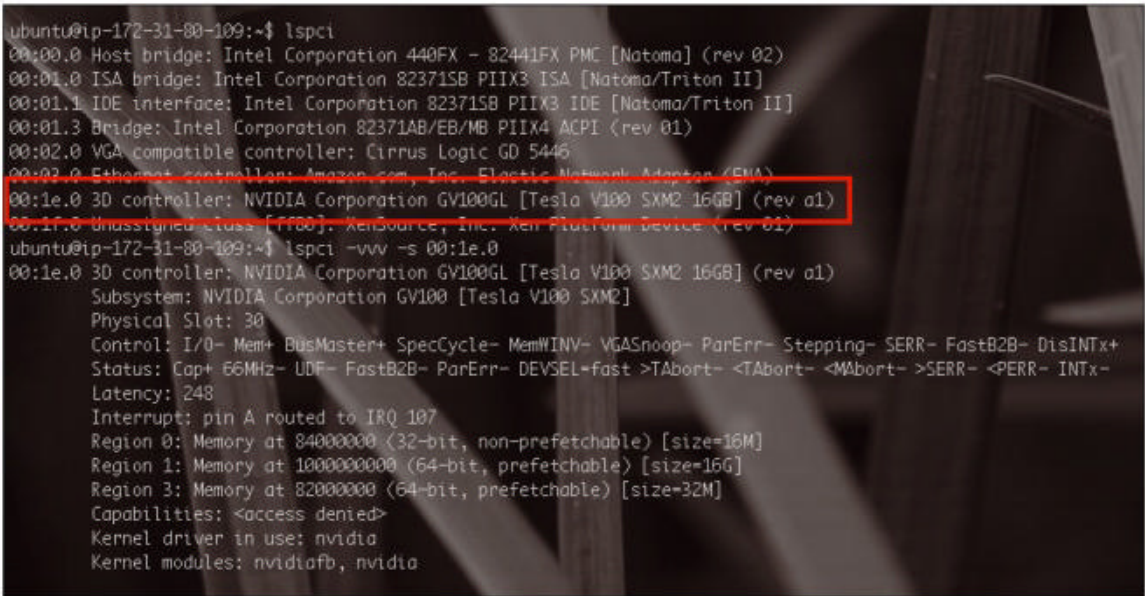 ubuntu@ip-172-31-80-109:~$ lspci
00:00.0 Host bridge: Intel Corporation 440FX - 82441FX PMC [Natoma] (rev 02)
00:01.0 ISA bridge: Intel Corporation 82371SB PIIX3 ISA [Natoma/Triton II]
00:01.1 IDE interface: Intel Corporation 82371SB PIIX3 IDE [Natoma/Triton II]
00:01.3 Bridge: Intel Corporation 82371AB/EB/MB PIIX4 ACPI (rev 01)
00:02.0 VGA compatible controller: Cirrus Logic GD 5446
00:03.0 Ethernet controller: Amazon.com, Inc. Elastic Network Adapter (ENA)
00:1e.0 3D controller: NVIDIA Corporation GV100GL [Tesla V100 SXM2 16GB] (rev a1)
00:1f.0 Unassigned class [ff80]: XenSource, Inc. Xen Platform Device (rev 01)
ubuntu@ip-172-31-80-109:~$ lspci -vvv -s 00:1e.0
00:1e.0 3D controller: NVIDIA Corporation GV100GL [Tesla V100 SXM2 16GB] (rev a1)
Subsystem: NVIDIA Corporation GV100 [Tesla V100 SXM2]
Physical Slot: 30
Control: I/O- Mem+ BusMaster+ SpecCycle- MemWINV- VGASnoop- ParErr- Stepping- SERR- FastB2B- DisINTx+
Status: Cap+ 66MHz- UDF- FastB2B- ParErr- DEVSEL=fast >TAbort- <TAbort- <MAbort- >SERR- <PERR- INTx-
Latency: 248
Interrupt: pin A routed to IRQ 107
Region 0: Memory at 84000000 (32-bit, non-prefetchable) [size=16M]
Region 1: Memory at 1000000000 (64-bit, prefetchable) [size=16G]
Region 3: Memory at 82000000 (64-bit, prefetchable) [size=32M]
Capabilities: <access denied>
Kernel driver in use: nvidia
Kernel modules: nvidiafb, nvidia